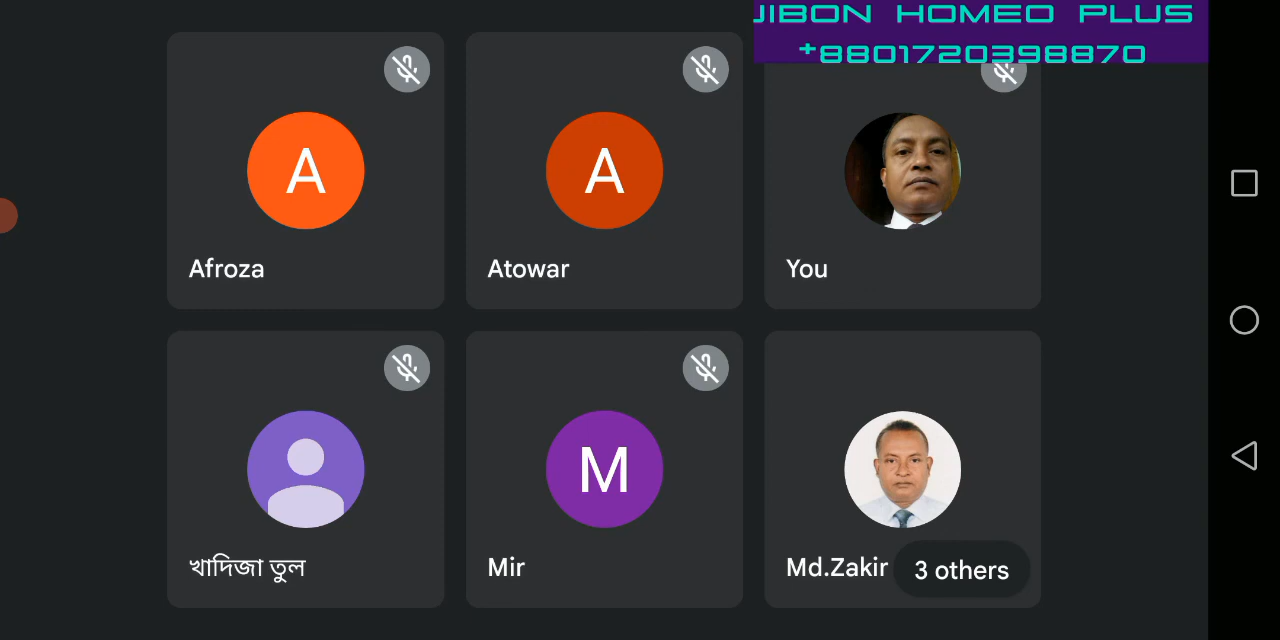 JIBON HOMEO PLUS
+8801720398870
A
Afroza
A
Atowar
You
খাদিজা তুল
M
Mir
Md.Zakir
3 others